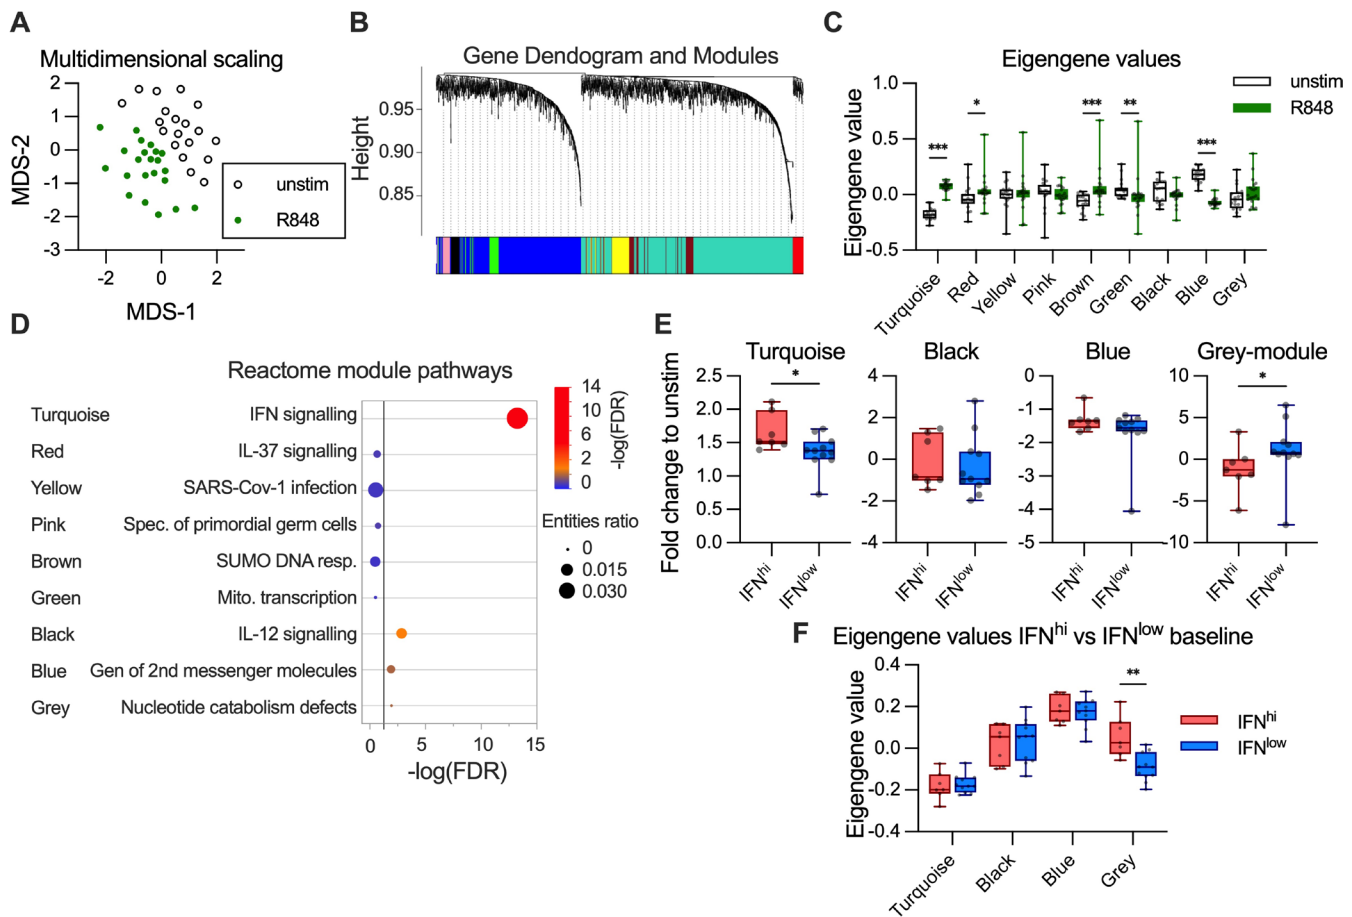 A
Multidimensional scaling
2
1
0
-1
-2
-3
MDS-2
-2
0
2
MDS-1
unstim
R848
B
Gene Dendogram and Modules
Height
0.95
0.90
0.85
C
Eigengene values
Eigengene value
1.0
0.5
0.0
-0.5
***
*
***
**
***
unstim
R848
Turquoise
Red
Yellow
Pink
Brown
Green
Black
Blue
Grey
D
Reactome module pathways
Turquoise IFN signalling
Red IL-37 signalling
Yellow SARS-Cov-1 infection
Pink Spec. of primordial germ cells
Brown SUMO DNA resp.
Green Mito. transcription
Black IL-12 signalling
Blue Gen of 2nd messenger molecules
Grey Nucleotide catabolism defects
0
5
10
15
-log(FDR)
14
10
6
2
0
-log(FDR)
Entities ratio
0
0.015
0.030
E
Fold change to unstim
Turquoise
2.5
2.0
1.5
1.0
0.5
0.0
*
IFNhi
IFNlow
Black
4
2
0
-2
-4
IFNhi
IFNlow
Blue
0
-1
-2
-3
-4
-5
IFNhi
IFNlow
Grey-module
10
5
0
-5
-10
*
IFNhi
IFNlow
F
Eigengene values IFNhi vs IFNlow baseline
Eigengene value
0.4
0.2
0.0
-0.2
-0.4
**
IFNhi
IFNlow
Turquoise
Black
Blue
Grey